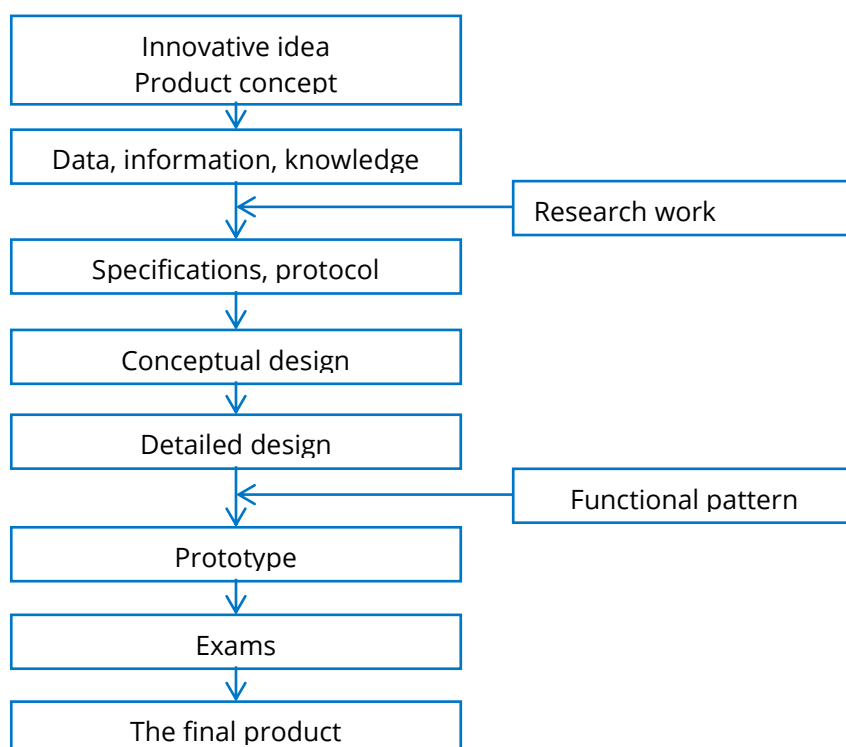 Innovative idea
Product concept
Data, information, knowledge
Research work
Specifications, protocol
Conceptual design
Detailed design
Functional pattern
Prototype
Exams
The final product